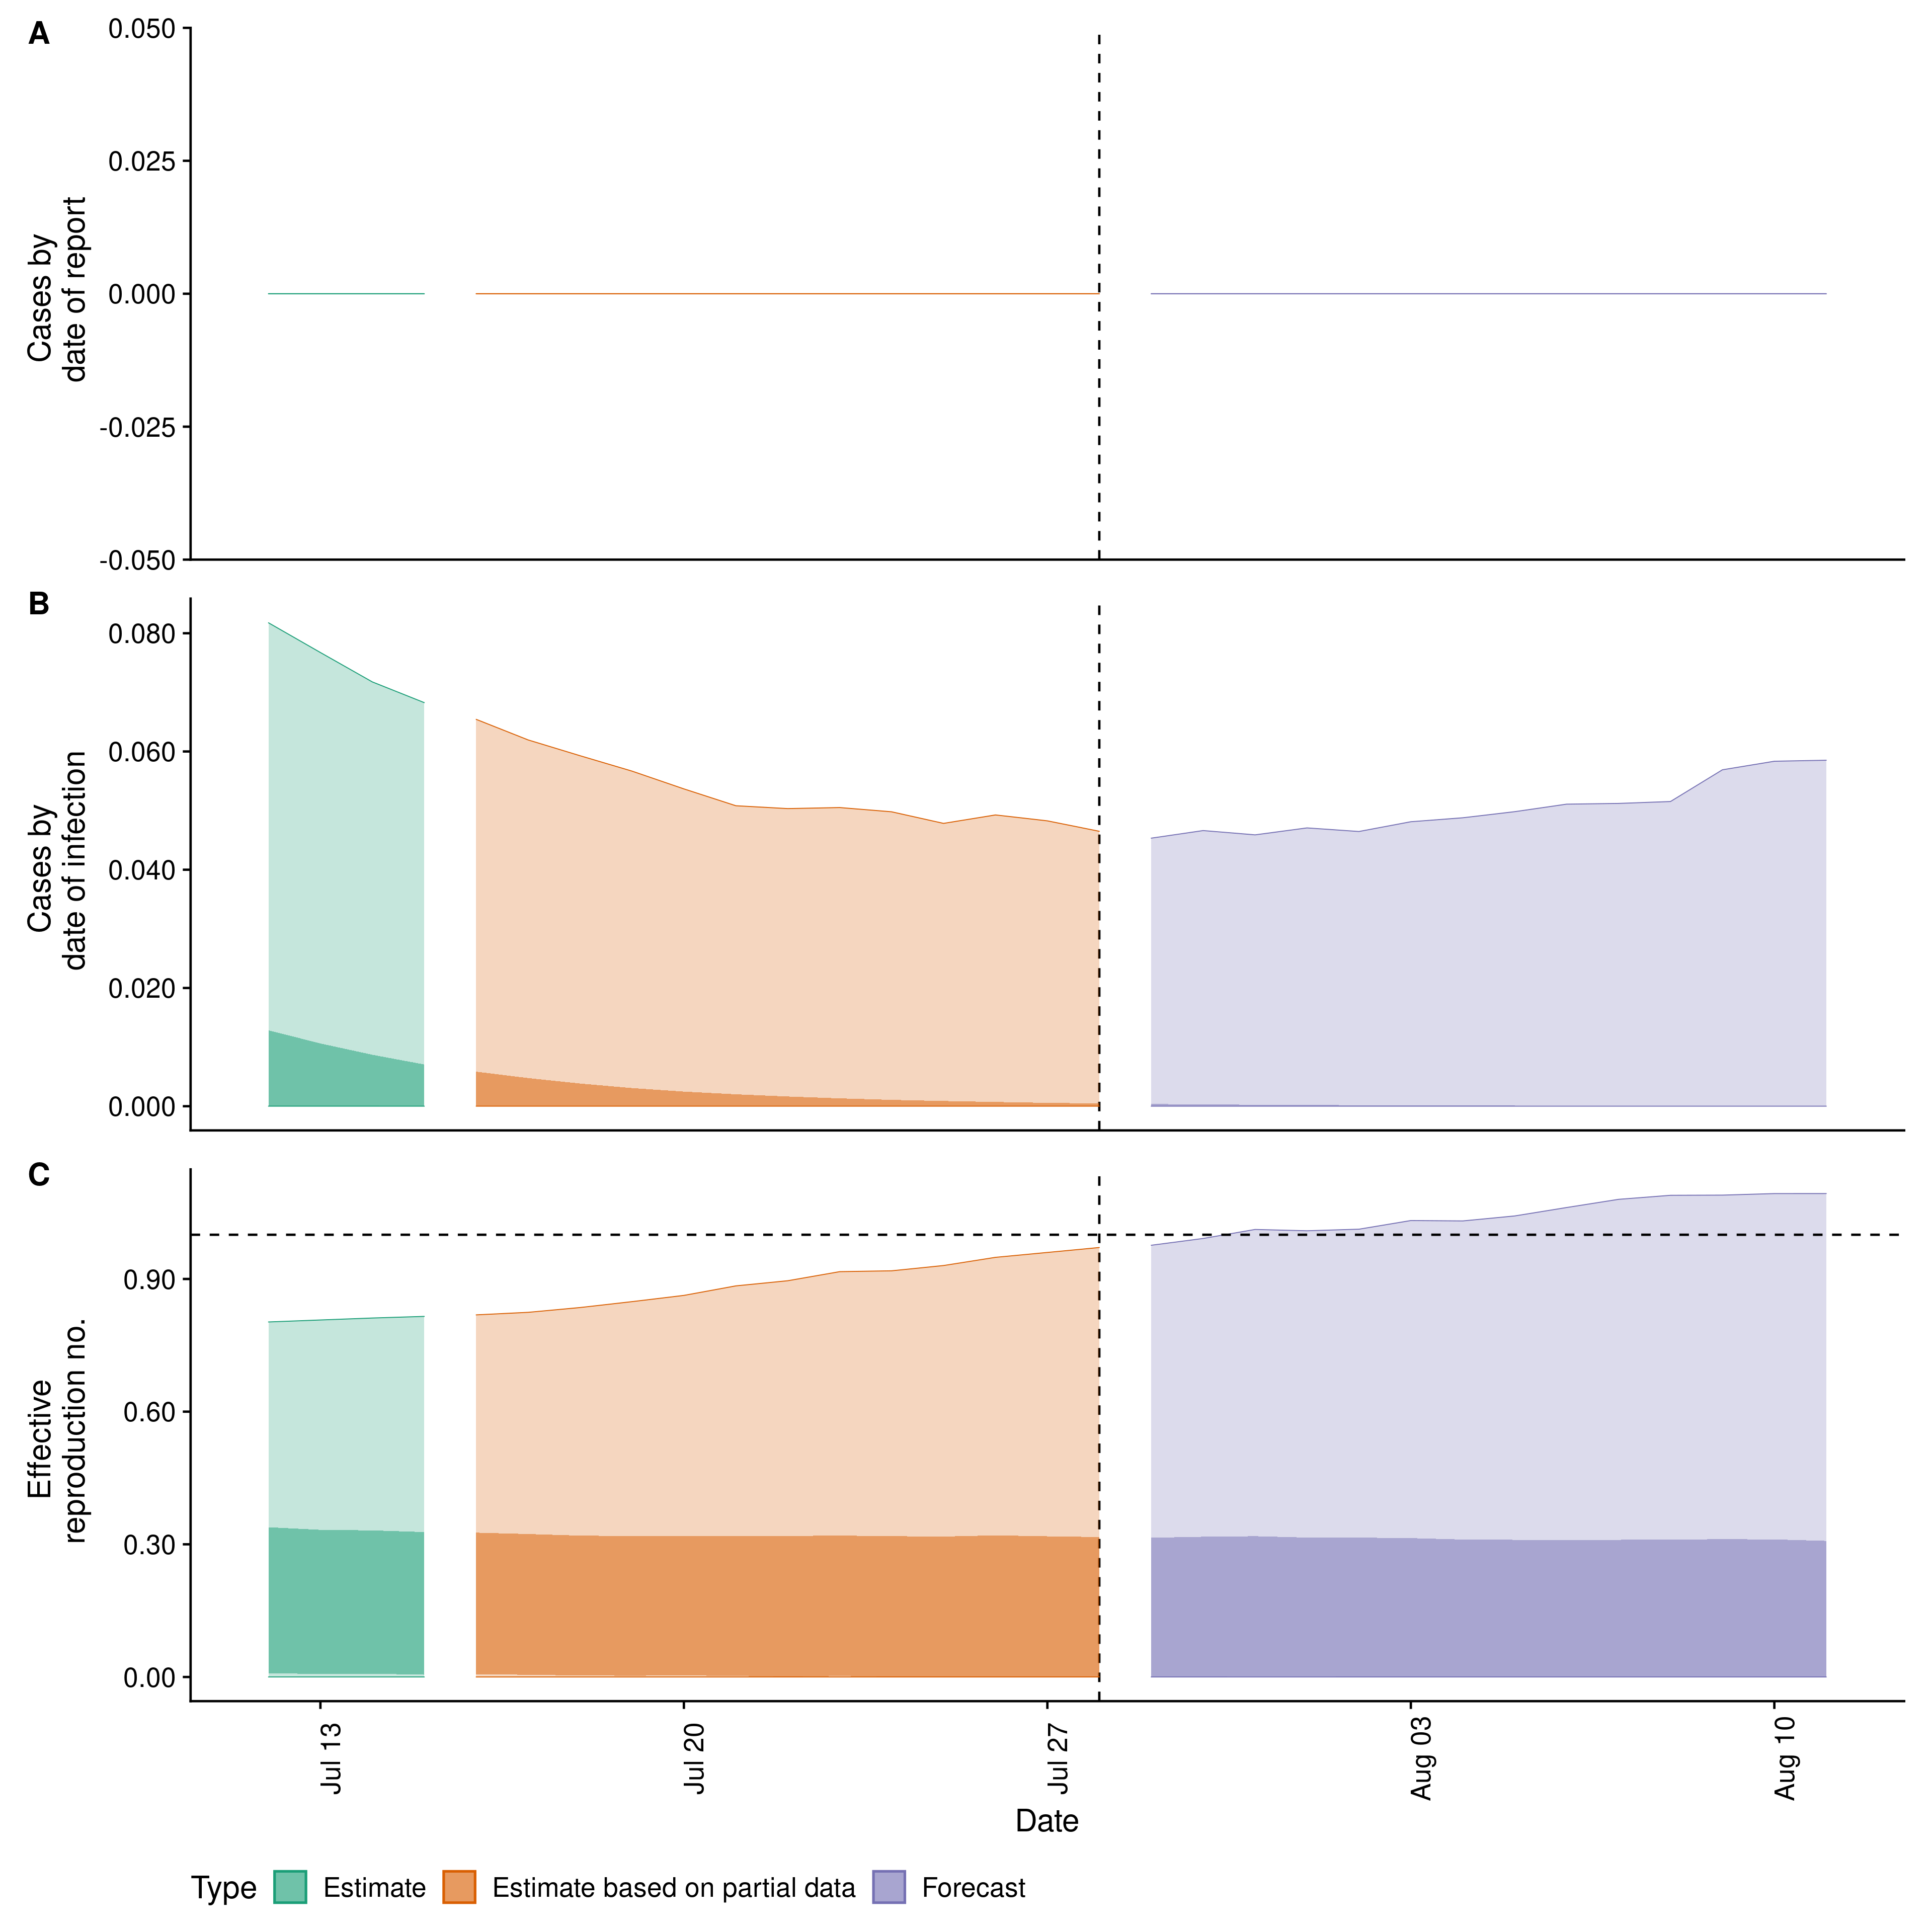 A
0.050
0.025
0.000
-0.025
-0.050
Cases by
date of report
B
0.080
0.060
0.040
0.020
0.000
Cases by
date of infection
C
0.90
0.60
0.30
0.00
Effective
reproduction no.
Jul 13
Jul 20
Jul 27
Aug 03
Aug 10
Date
Type Estimate Estimate based on partial data Forecast